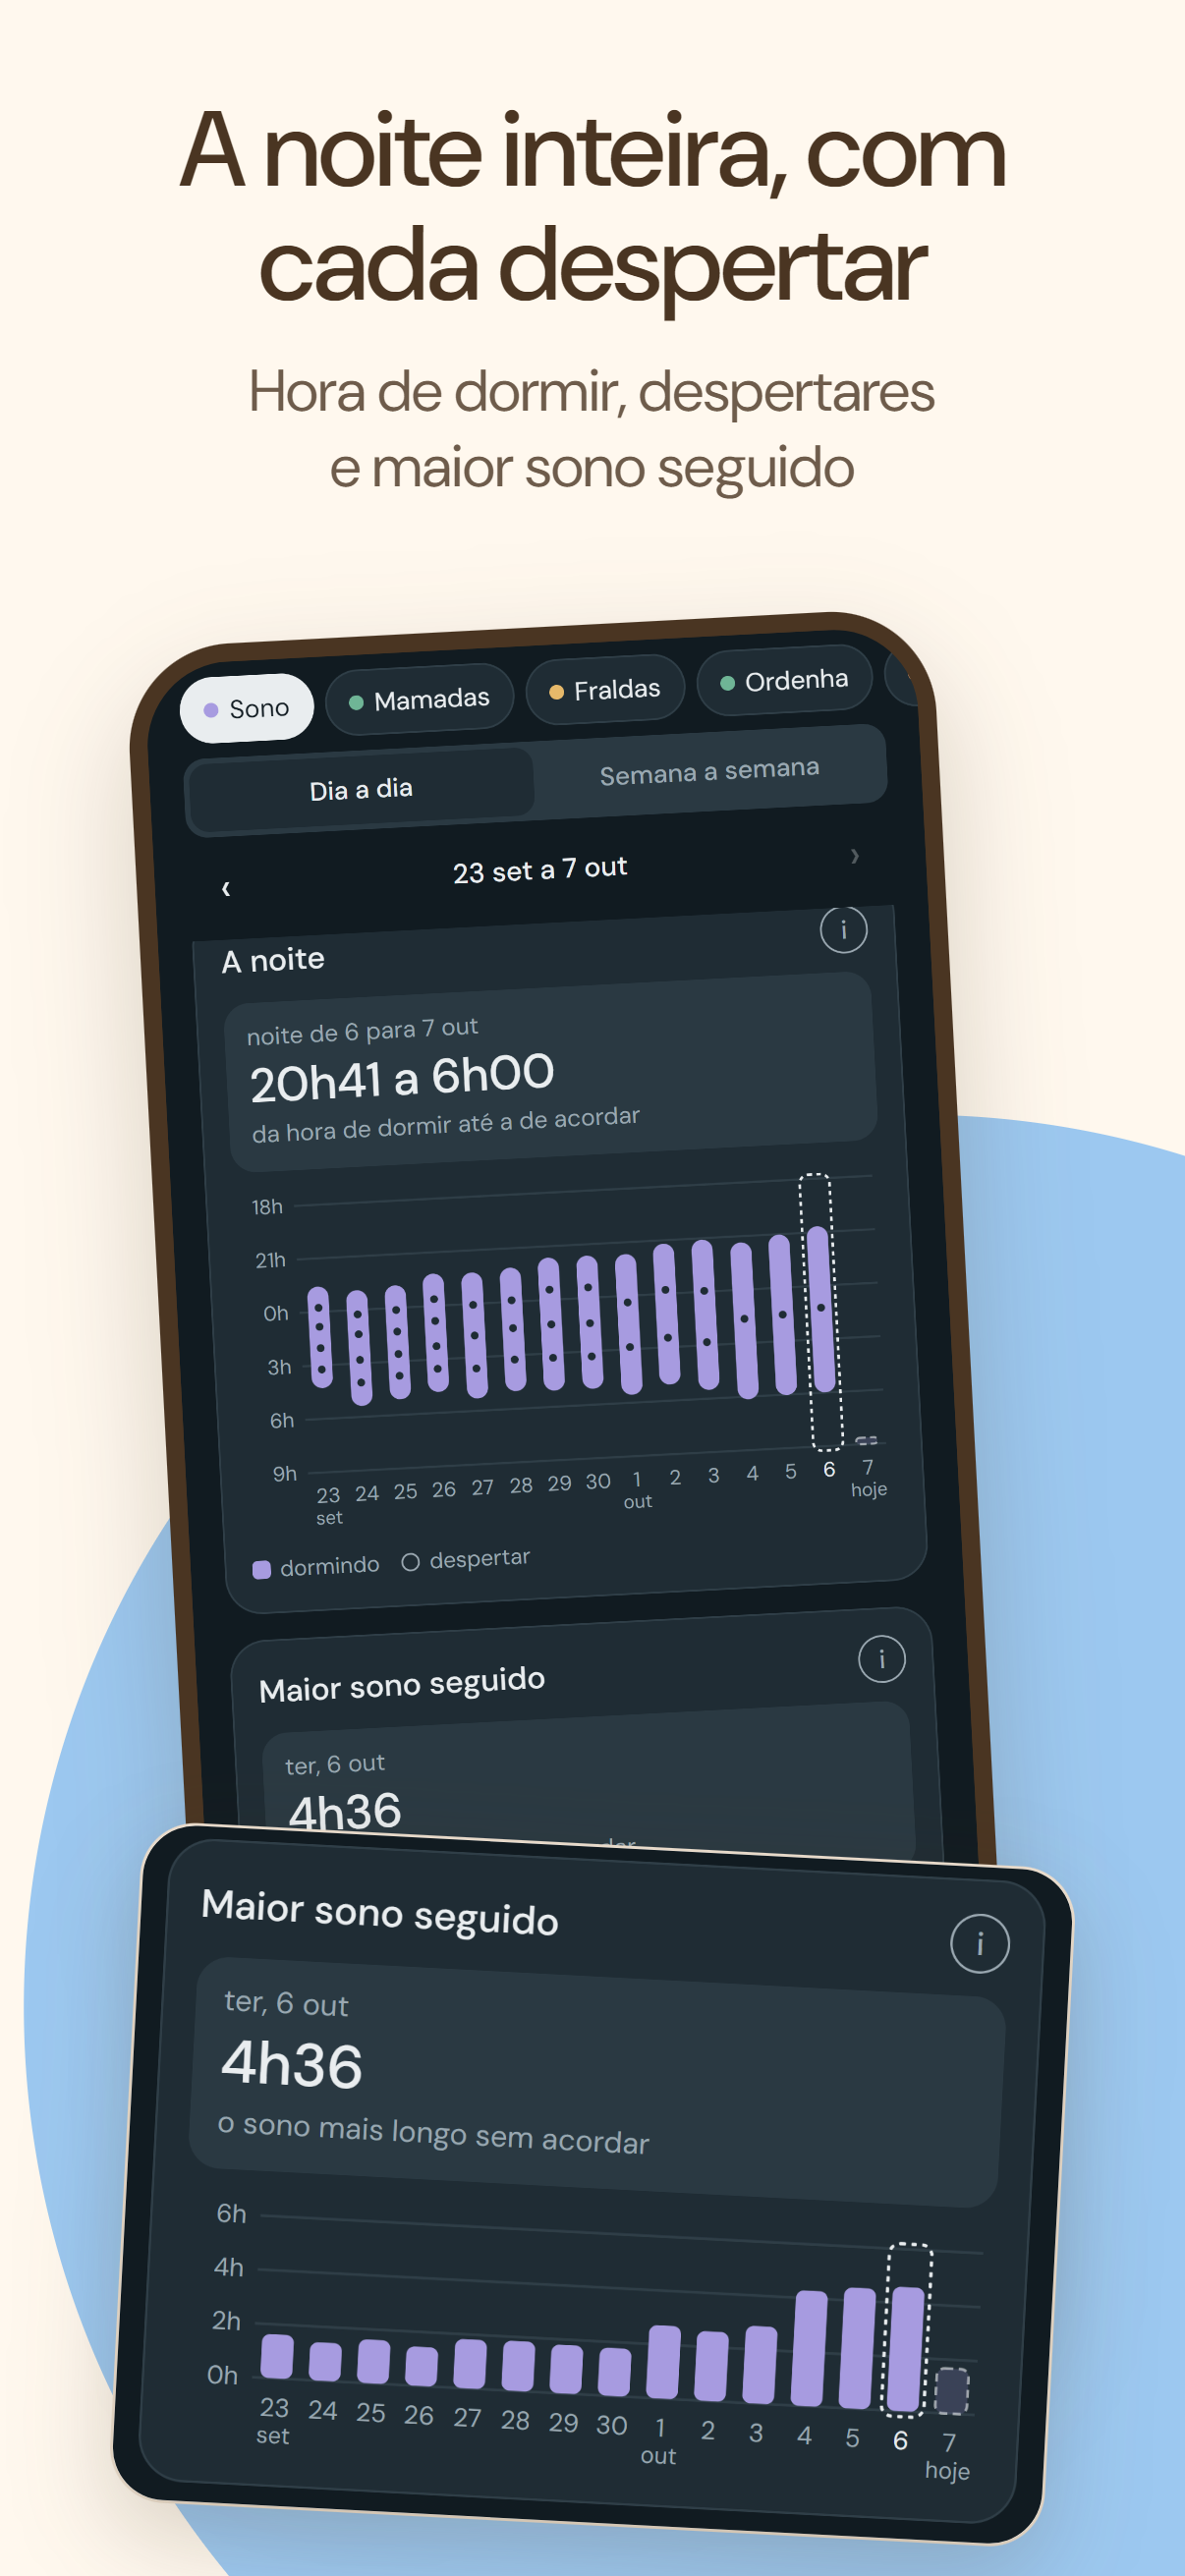 A noite inteira, com
cada despertar
Hora de dormir, despertares
e maior sono seguido
Sono Mamadas Fraldas Ordenha
Dia a dia Semana a semana
‹ 23 set a 7 out ›
A noite i
noite de 6 para 7 out
20h41 a 6h00
da hora de dormir até a de acordar
18h
21h
0h
3h
6h
9h
23 24 25 26 27 28 29 30 1 2 3 4 5 6 7
set out hoje
dormindo despertar
Maior sono seguido i
ter, 6 out
4h36
Maior sono seguido i
ter, 6 out
4h36
o sono mais longo sem acordar
6h
4h
2h
0h
23 24 25 26 27 28 29 30 1 2 3 4 5 6 7
set out hoje